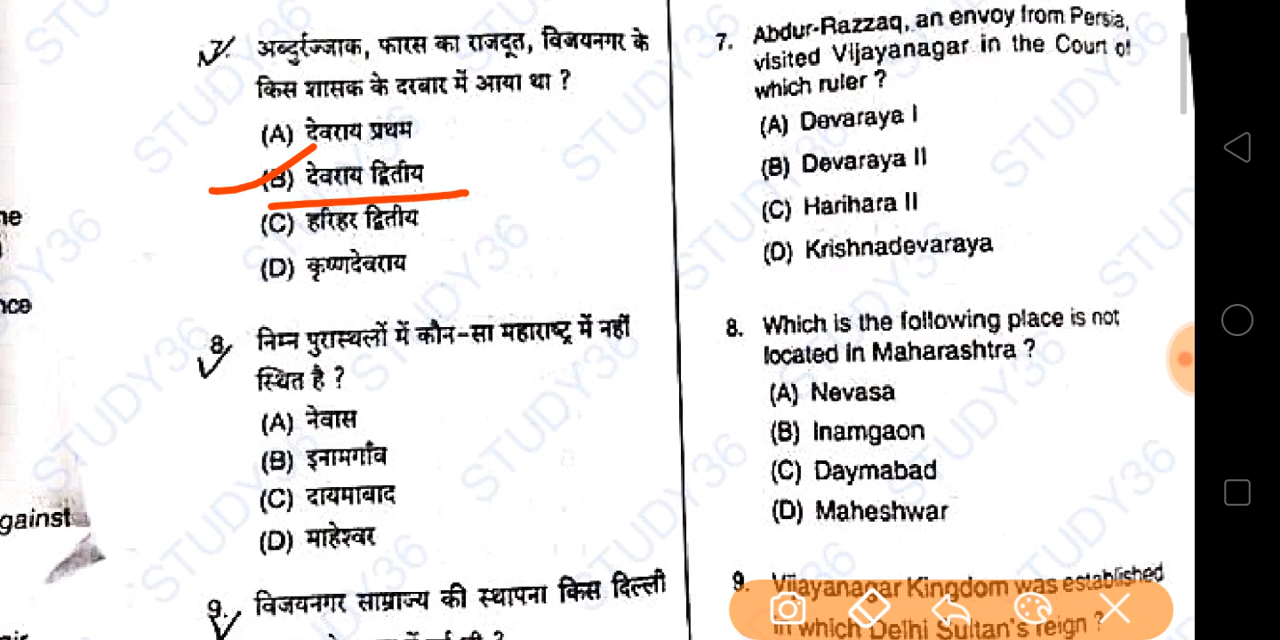 7. अब्दुर्रज्जाक, फारस का राजदूत, विजयनगर के
किस शासक के दरबार में आया था ?
(A) देवराय प्रथम
(B) देवराय द्वितीय
(C) हरिहर द्वितीय
(D) कृष्णदेवराय
8. निम्न पुरास्थलों में कौन-सा महाराष्ट्र में नहीं
स्थित है ?
(A) नेवास
(B) इनामगाँव
(C) दायमाबाद
(D) माहेश्वर
9. विजयनगर साम्राज्य की स्थापना किस दिल्ली
7. Abdur-Razzaq, an envoy from Persia,
visited Vijayanagar in the Court of
which ruler ?
(A) Devaraya I
(B) Devaraya II
(C) Harihara II
(D) Krishnadevaraya
8. Which is the following place is not
located in Maharashtra ?
(A) Nevasa
(B) Inamgaon
(C) Daymabad
(D) Maheshwar
9. Vijayanagar Kingdom was established
in which Delhi Sultan's reign ?
gainst
STUDY36